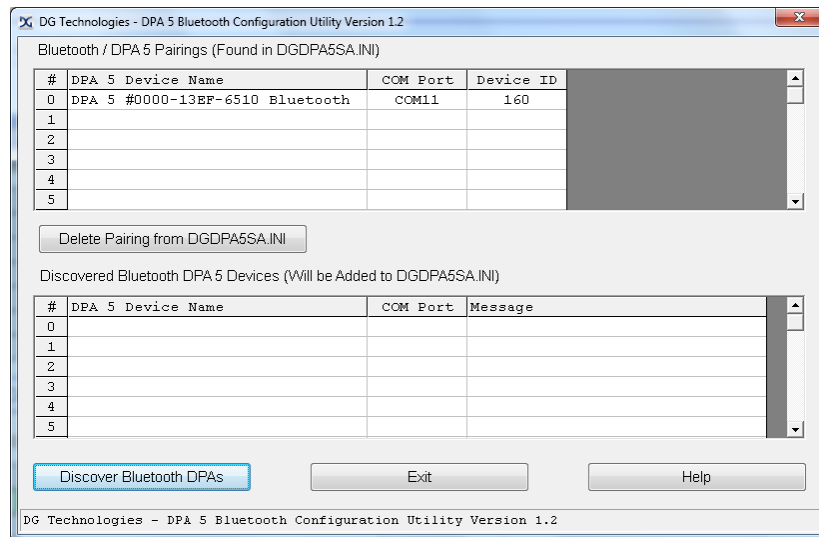 DG Technologies - DPA 5 Bluetooth Configuration Utility Version 1.2
Bluetooth / DPA 5 Pairings (Found in DGDPA5SA.INI)
# DPA 5 Device Name COM Port Device ID
0 DPA 5 #0000-13EF-6510 Bluetooth COM11 160
1
2
3
4
5
Delete Pairing from DGDPA5SA.INI
Discovered Bluetooth DPA 5 Devices (Will be Added to DGDPA5SA.INI)
# DPA 5 Device Name COM Port Message
0
1
2
3
4
5
Discover Bluetooth DPAs Exit Help
DG Technologies - DPA 5 Bluetooth Configuration Utility Version 1.2